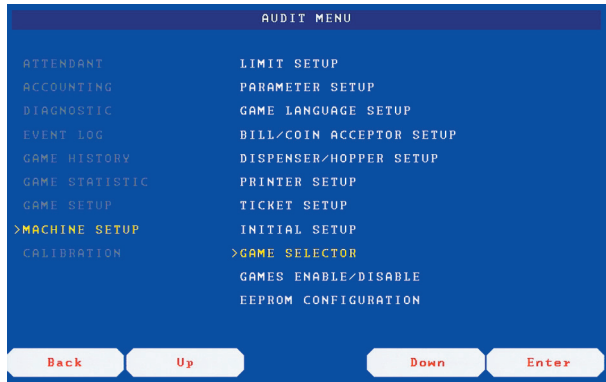 AUDIT MENU
ATTENDANT
ACCOUNTING
DIAGNOSTIC
EVENT LOG
GAME HISTORY
GAME STATISTIC
GAME SETUP
>MACHINE SETUP
CALIBRATION
LIMIT SETUP
PARAMETER SETUP
GAME LANGUAGE SETUP
BILL/COIN ACCEPTOR SETUP
DISPENSER/HOPPER SETUP
PRINTER SETUP
TICKET SETUP
INITIAL SETUP
>GAME SELECTOR
GAMES ENABLE/DISABLE
EEPROM CONFIGURATION
Back Up Down Enter